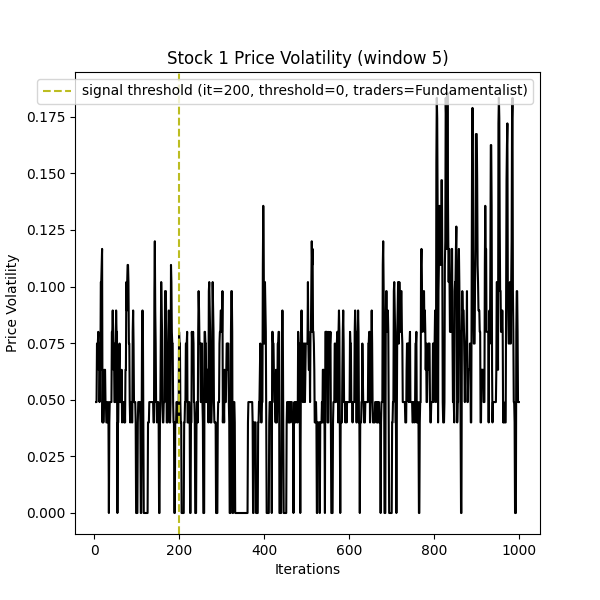 Stock 1 Price Volatility (window 5)
signal threshold (it=200, threshold=0, traders=Fundamentalist)
0.175
0.150
0.125
0.100
0.075
0.050
0.025
0.000
Price Volatility
0 200 400 600 800 1000
Iterations